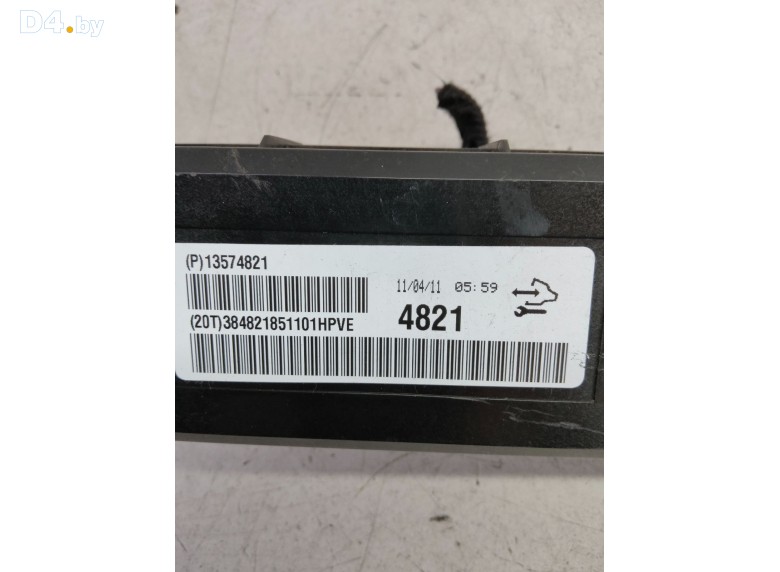 D4.by
(P)13574821
11/04/11 05:59
(20T)384821851101HPVE
4821